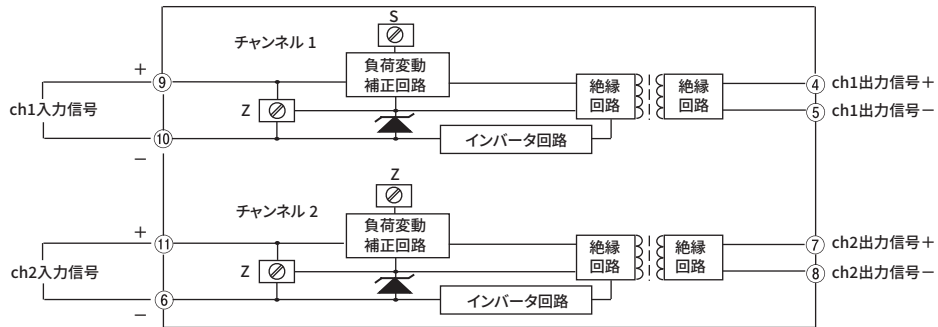 S
チャンネル 1
負荷変動
補正回路
+
⑨
絶縁
回路
絶縁
回路
④ ch1出力信号+
ch1入力信号
Z
⑤ ch1出力信号−
⑩
インバータ回路
−
Z
チャンネル 2
負荷変動
補正回路
+
⑪
絶縁
回路
絶縁
回路
⑦ ch2出力信号+
ch2入力信号
Z
⑧ ch2出力信号−
⑥
インバータ回路
−